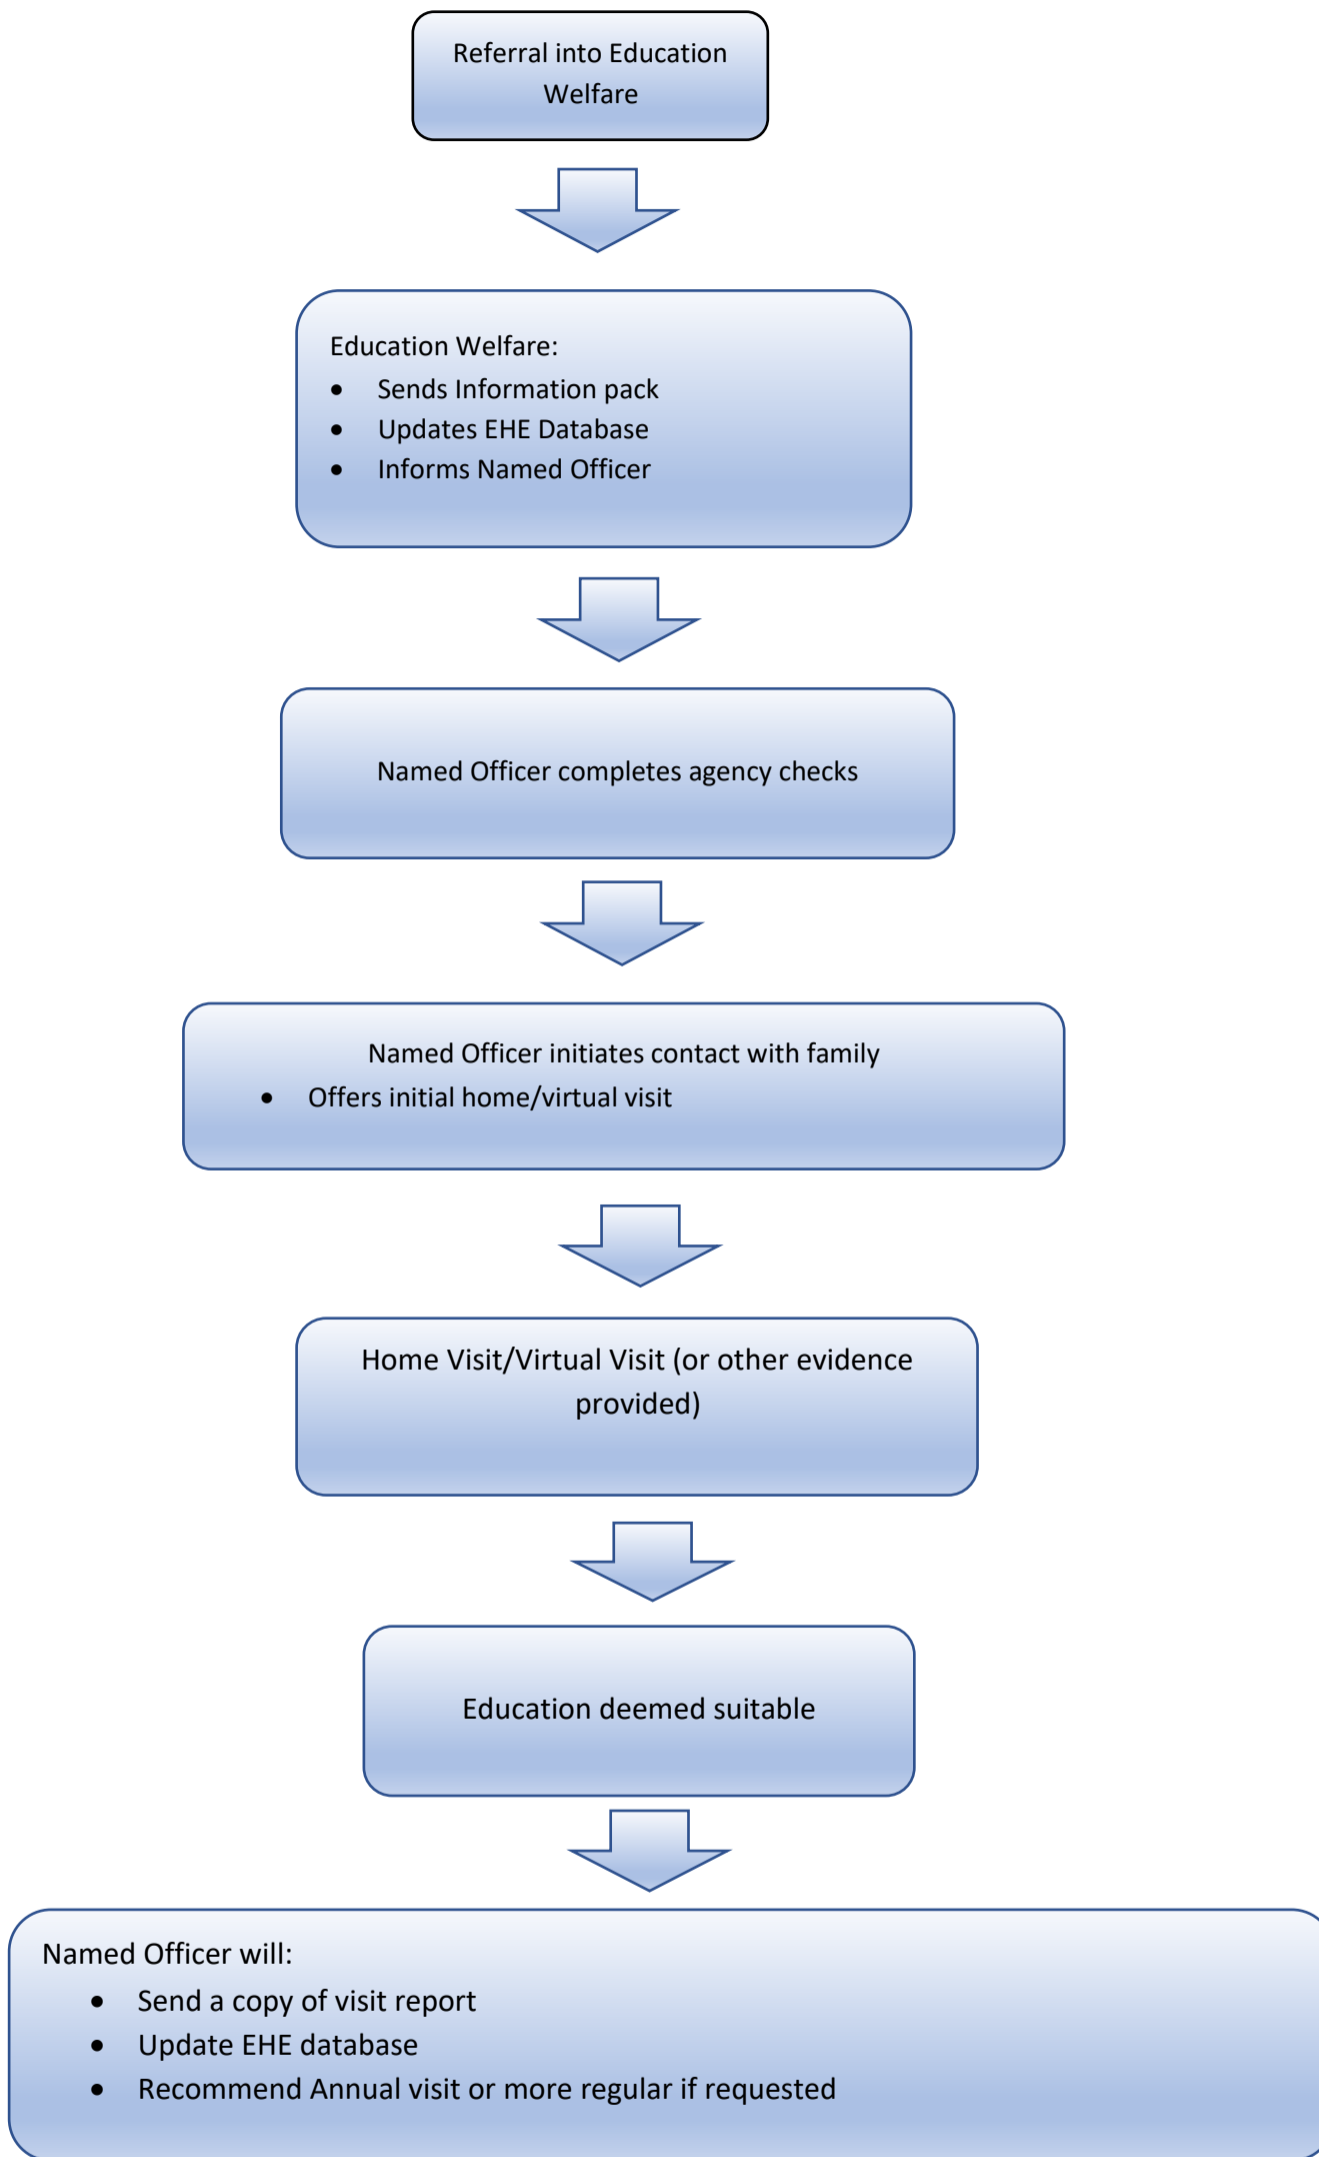 Referral into Education
Welfare
Education Welfare:
• Sends Information pack
• Updates EHE Database
• Informs Named Officer
Named Officer completes agency checks
Named Officer initiates contact with family
• Offers initial home/virtual visit
Home Visit/Virtual Visit (or other evidence
provided)
Education deemed suitable
Named Officer will:
• Send a copy of visit report
• Update EHE database
• Recommend Annual visit or more regular if requested